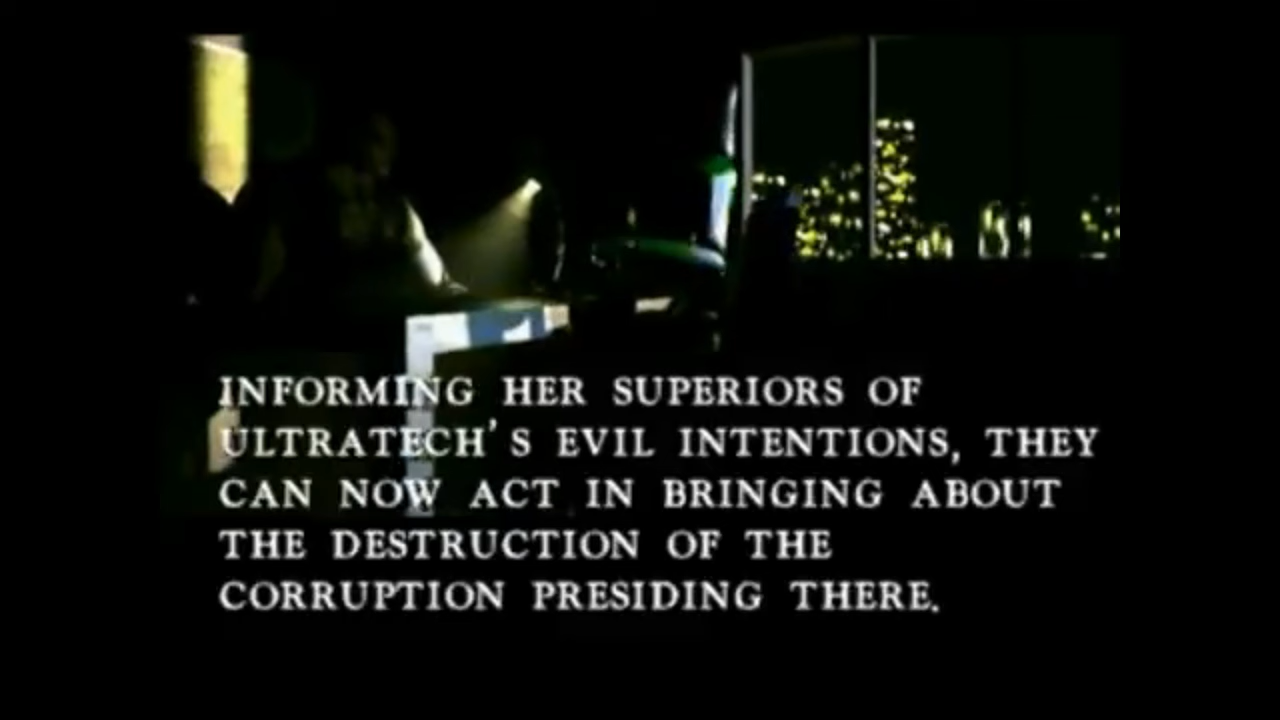 INFORMING HER SUPERIORS OF
ULTRATECH'S EVIL INTENTIONS, THEY
CAN NOW ACT IN BRINGING ABOUT
THE DESTRUCTION OF THE
CORRUPTION PRESIDING THERE.